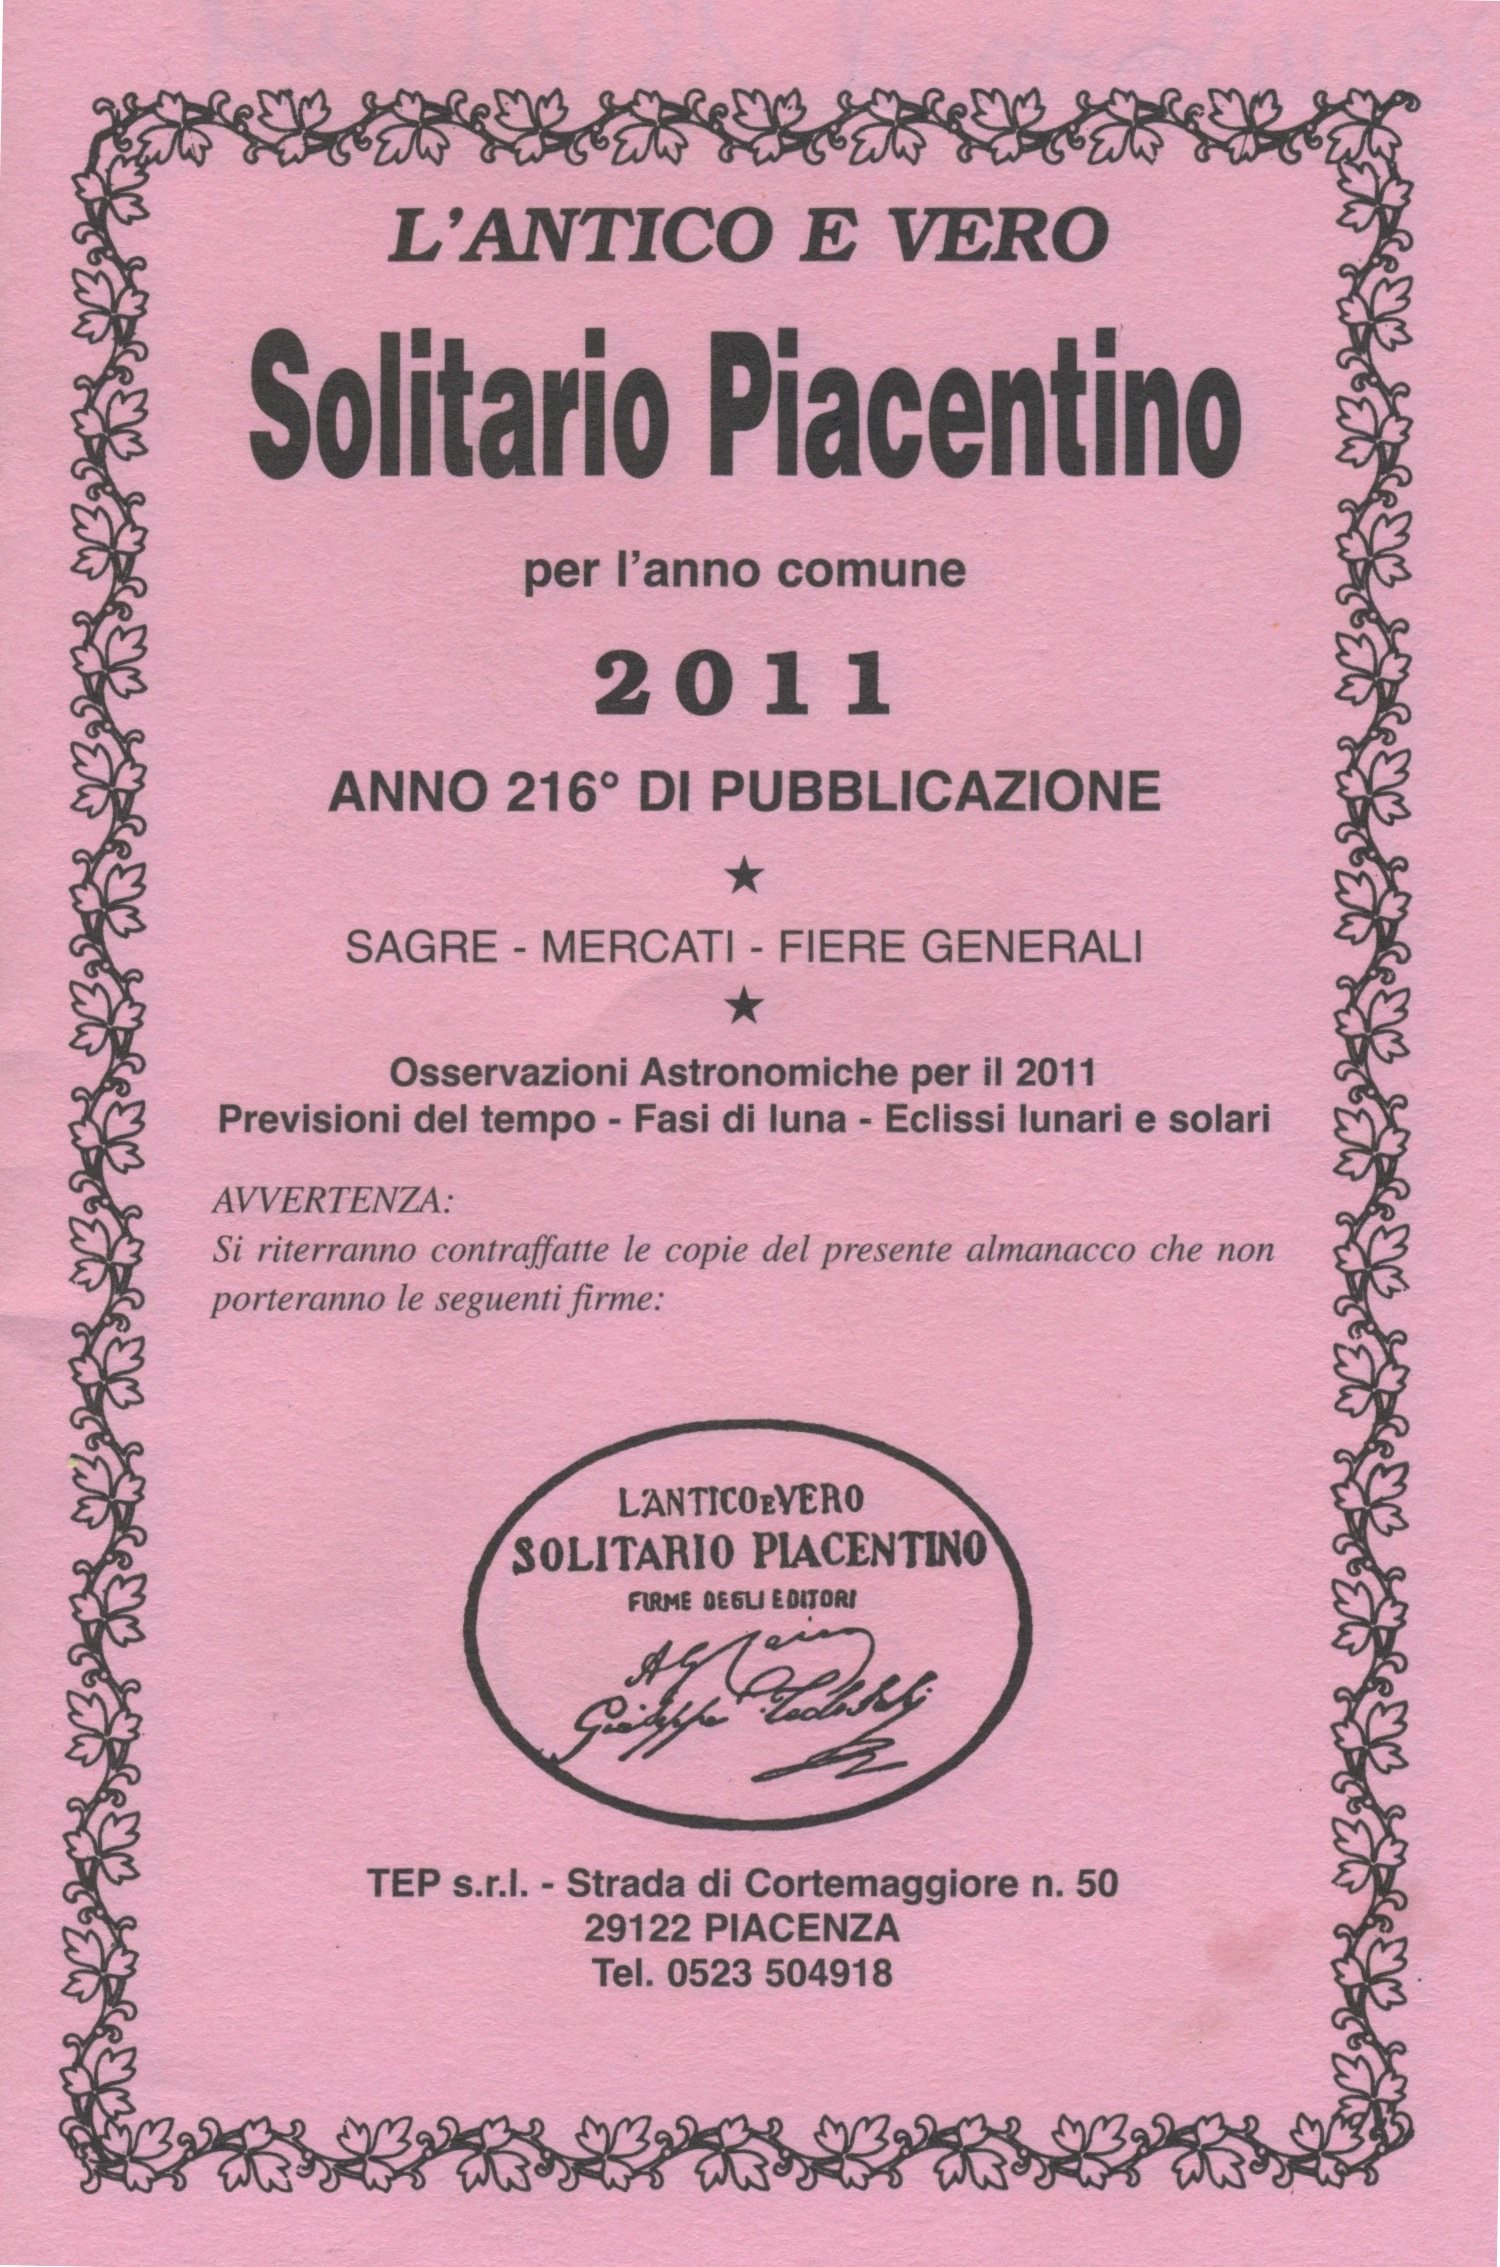 L'ANTICO E VERO
Solitario Piacentino
per l'anno comune
2011
ANNO 216° DI PUBBLICAZIONE
★
SAGRE - MERCATI - FIERE GENERALI
★
Osservazioni Astronomiche per il 2011
Previsioni del tempo - Fasi di luna - Eclissi lunari e solari
AVVERTENZA:
Si riterranno contraffatte le copie del presente almanacco che non
porteranno le seguenti firme:
L'ANTICO E VERO
SOLITARIO PIACENTINO
FIRME DEGLI EDITORI
Giuseppe
TEP s.r.l. - Strada di Cortemaggiore n. 50
29122 PIACENZA
Tel. 0523 504918